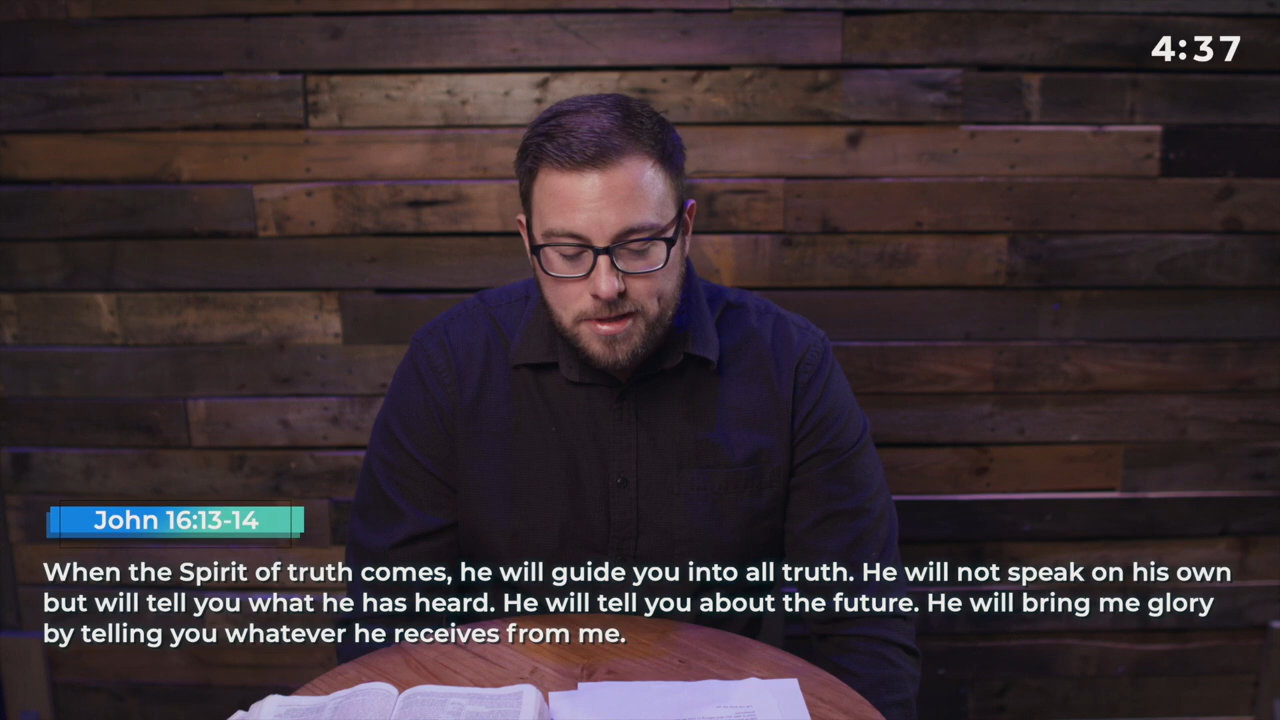 4:37
John 16:13-14
When the Spirit of truth comes, he will guide you into all truth. He will not speak on his own
but will tell you what he has heard. He will tell you about the future. He will bring me glory
by telling you whatever he receives from me.